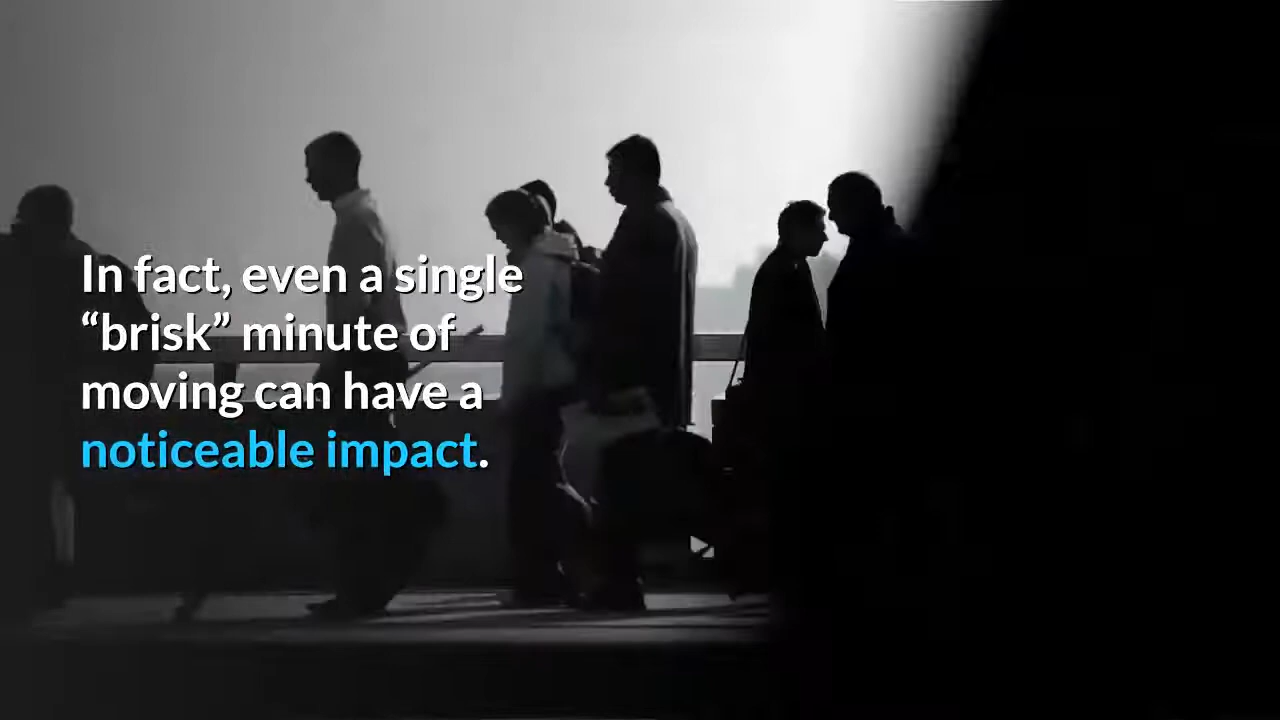 In fact, even a single
“brisk” minute of
moving can have a
noticeable impact.